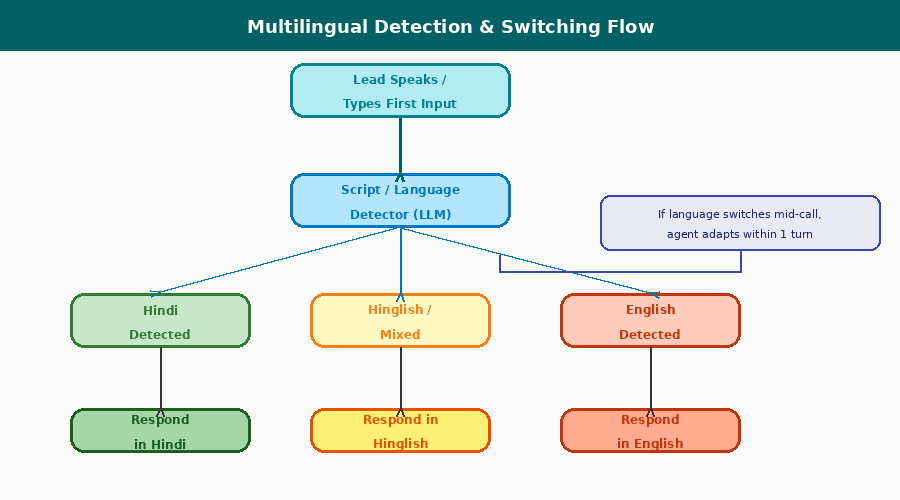 Multilingual Detection & Switching Flow
Lead Speaks /
Types First Input
Script / Language
Detector (LLM)
If language switches mid-call,
agent adapts within 1 turn
Hindi
Detected
Hinglish /
Mixed
English
Detected
Respond
in Hindi
Respond in
Hinglish
Respond
in English